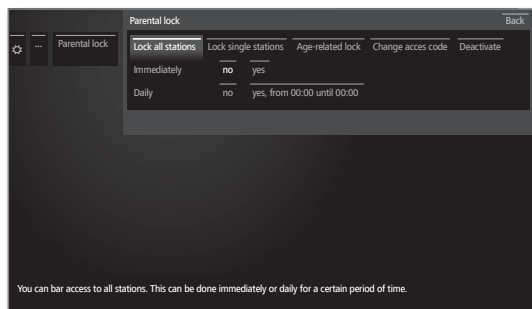 Parental lock Back
... Parental lock Lock all stations Lock single stations Age-related lock Change acces code Deactivate
Immediately no yes
Daily no yes, from 00:00 until 00:00
You can bar access to all stations. This can be done immediately or daily for a certain period of time.